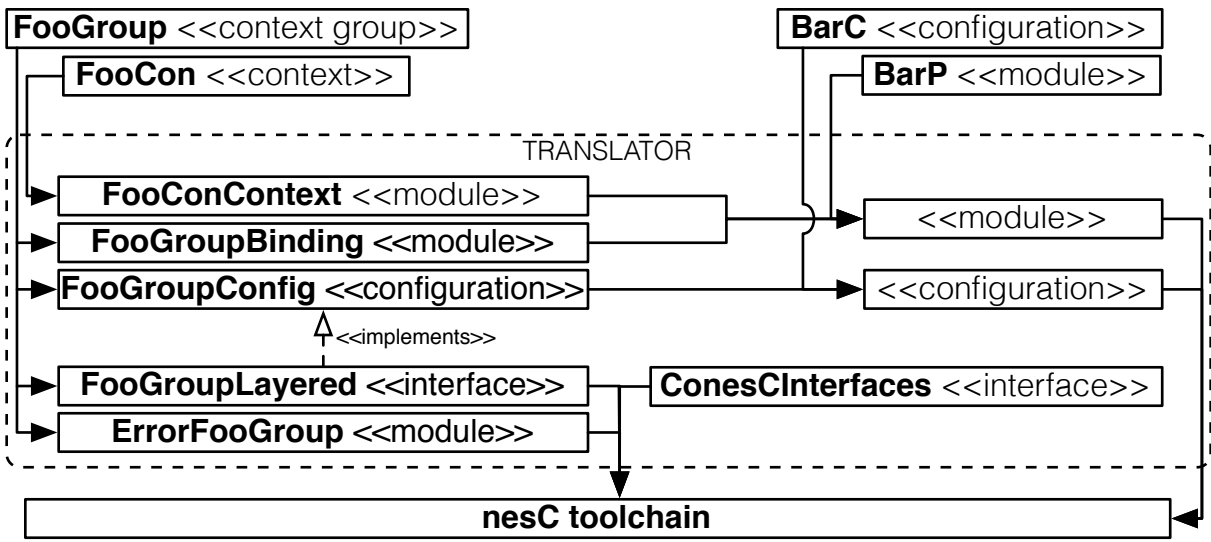 FooGroup <<context group>>
BarC <<configuration>>
FooCon <<context>>
BarP <<module>>
TRANSLATOR
FooConContext <<module>>
<<module>>
FooGroupBinding <<module>>
FooGroupConfig <<configuration>>
<<configuration>>
<<implements>>
FooGroupLayered <<interface>>
ConesCInterfaces <<interface>>
ErrorFooGroup <<module>>
nesC toolchain